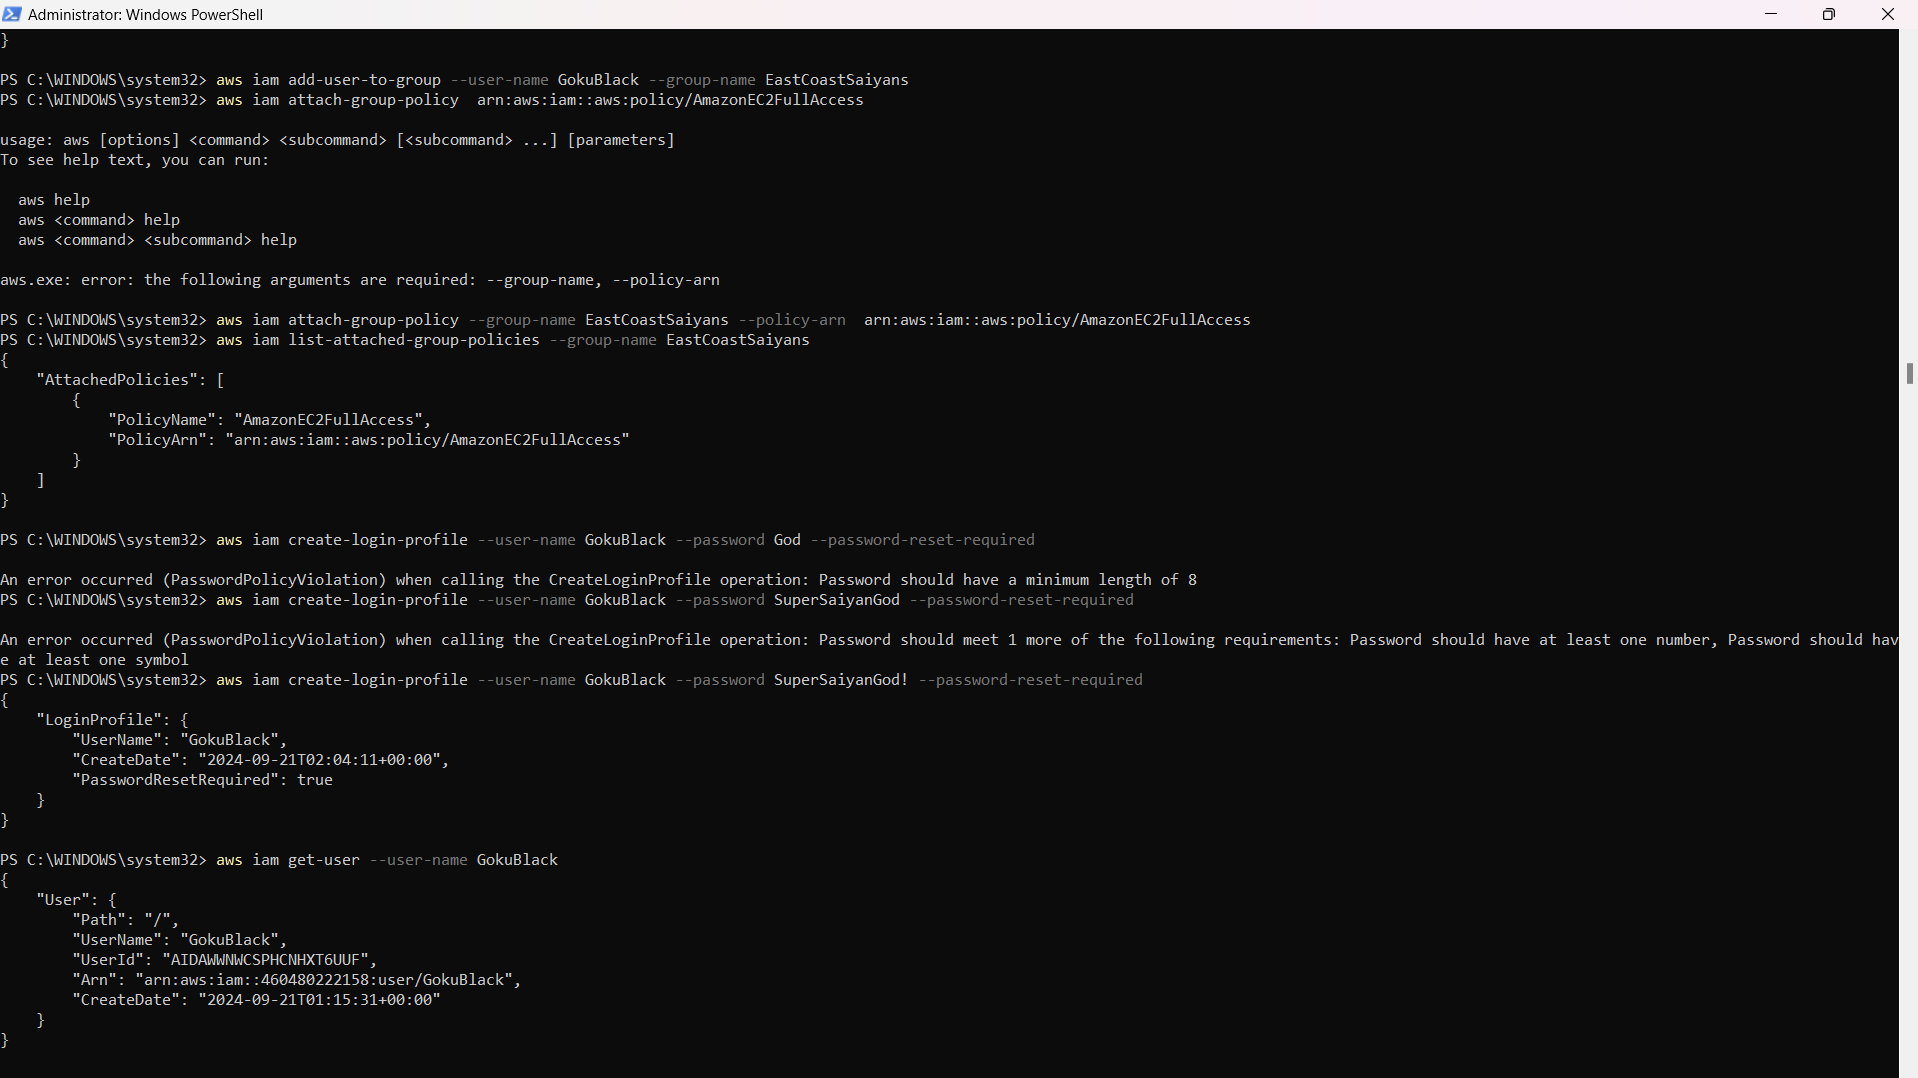 Administrator: Windows PowerShell
}
PS C:\WINDOWS\system32> aws iam add-user-to-group --user-name GokuBlack --group-name EastCoastSaiyans
PS C:\WINDOWS\system32> aws iam attach-group-policy  arn:aws:iam::aws:policy/AmazonEC2FullAccess
usage: aws [options] <command> <subcommand> [<subcommand> ...] [parameters]
To see help text, you can run:
  aws help
  aws <command> help
  aws <command> <subcommand> help
aws.exe: error: the following arguments are required: --group-name, --policy-arn
PS C:\WINDOWS\system32> aws iam attach-group-policy --group-name EastCoastSaiyans --policy-arn  arn:aws:iam::aws:policy/AmazonEC2FullAccess
PS C:\WINDOWS\system32> aws iam list-attached-group-policies --group-name EastCoastSaiyans
{
    "AttachedPolicies": [
        {
            "PolicyName": "AmazonEC2FullAccess",
            "PolicyArn": "arn:aws:iam::aws:policy/AmazonEC2FullAccess"
        }
    ]
}
PS C:\WINDOWS\system32> aws iam create-login-profile --user-name GokuBlack --password God --password-reset-required
An error occurred (PasswordPolicyViolation) when calling the CreateLoginProfile operation: Password should have a minimum length of 8
PS C:\WINDOWS\system32> aws iam create-login-profile --user-name GokuBlack --password SuperSaiyanGod --password-reset-required
An error occurred (PasswordPolicyViolation) when calling the CreateLoginProfile operation: Password should meet 1 more of the following requirements: Password should have at least one number, Password should hav
e at least one symbol
PS C:\WINDOWS\system32> aws iam create-login-profile --user-name GokuBlack --password SuperSaiyanGod! --password-reset-required
{
    "LoginProfile": {
        "UserName": "GokuBlack",
        "CreateDate": "2024-09-21T02:04:11+00:00",
        "PasswordResetRequired": true
    }
}
PS C:\WINDOWS\system32> aws iam get-user --user-name GokuBlack
{
    "User": {
        "Path": "/",
        "UserName": "GokuBlack",
        "UserId": "AIDAWWNWCSPHCNHXT6UUF",
        "Arn": "arn:aws:iam::460480222158:user/GokuBlack",
        "CreateDate": "2024-09-21T01:15:31+00:00"
    }
}